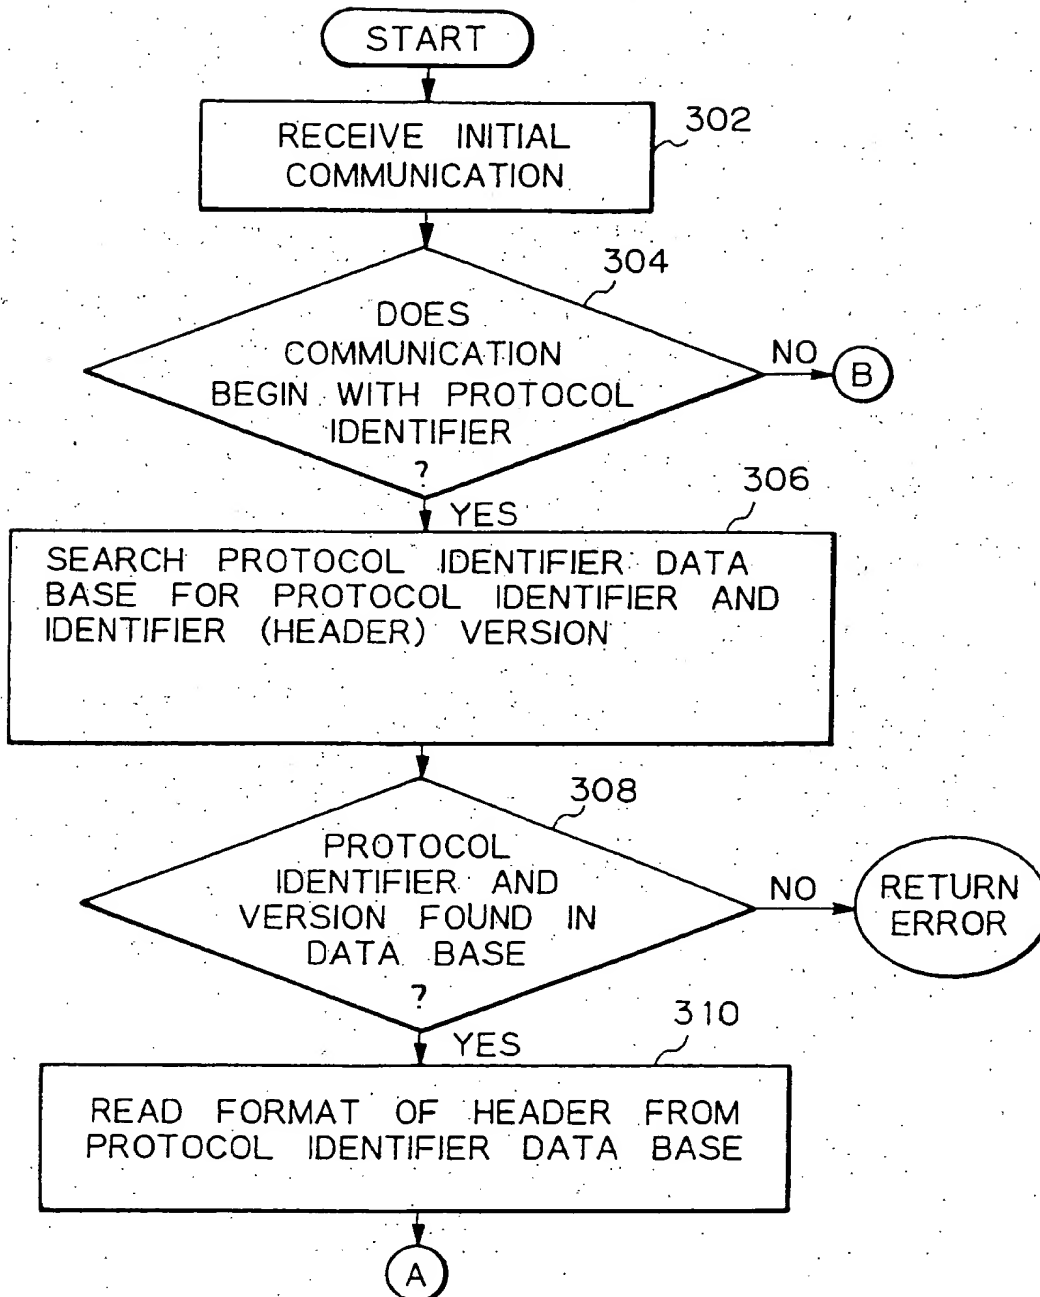 START
302
RECEIVE INITIAL
COMMUNICATION
304
DOES
COMMUNICATION
BEGIN WITH PROTOCOL
IDENTIFIER
?
NO
B
YES
306
SEARCH PROTOCOL IDENTIFIER DATA
BASE FOR PROTOCOL IDENTIFIER AND
IDENTIFIER (HEADER) VERSION
308
PROTOCOL
IDENTIFIER AND
VERSION FOUND IN
DATA BASE
?
NO
RETURN
ERROR
YES
310
READ FORMAT OF HEADER FROM
PROTOCOL IDENTIFIER DATA BASE
A